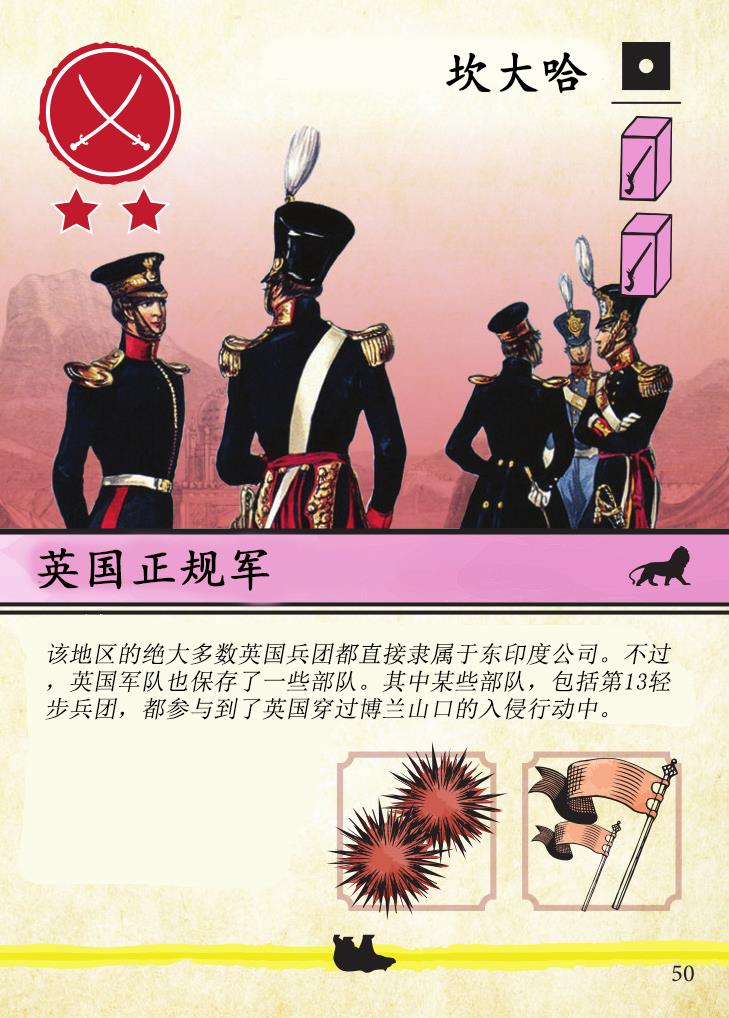 坎大哈
英国正规军
该地区的绝大多数英国兵团都直接隶属于东印度公司。不过
，英国军队也保存了一些部队。其中某些部队，包括第13轻
步兵团，都参与到了英国穿过博兰山口的入侵行动中。
50